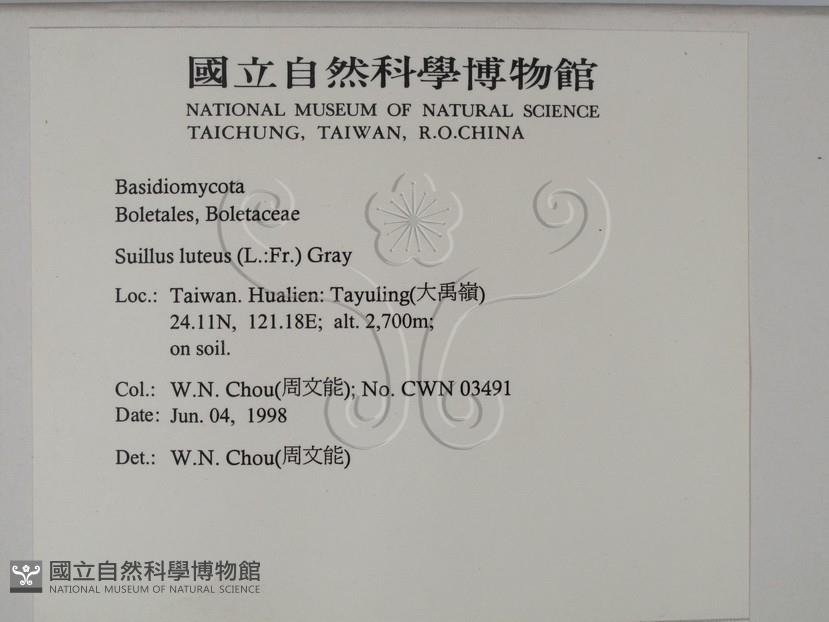 國立自然科學博物館
NATIONAL MUSEUM OF NATURAL SCIENCE
TAICHUNG, TAIWAN, R.O.CHINA
Basidiomycota
Boletales, Boletaceae
Suillus luteus (L.:Fr.) Gray
Loc.: Taiwan. Hualien: Tayuling(大禹嶺)
24.11N, 121.18E; alt. 2,700m;
on soil.
Col.: W.N. Chou(周文能); No. CWN 03491
Date: Jun. 04, 1998
Det.: W.N. Chou(周文能)
國立自然科學博物館
NATIONAL MUSEUM OF NATURAL SCIENCE